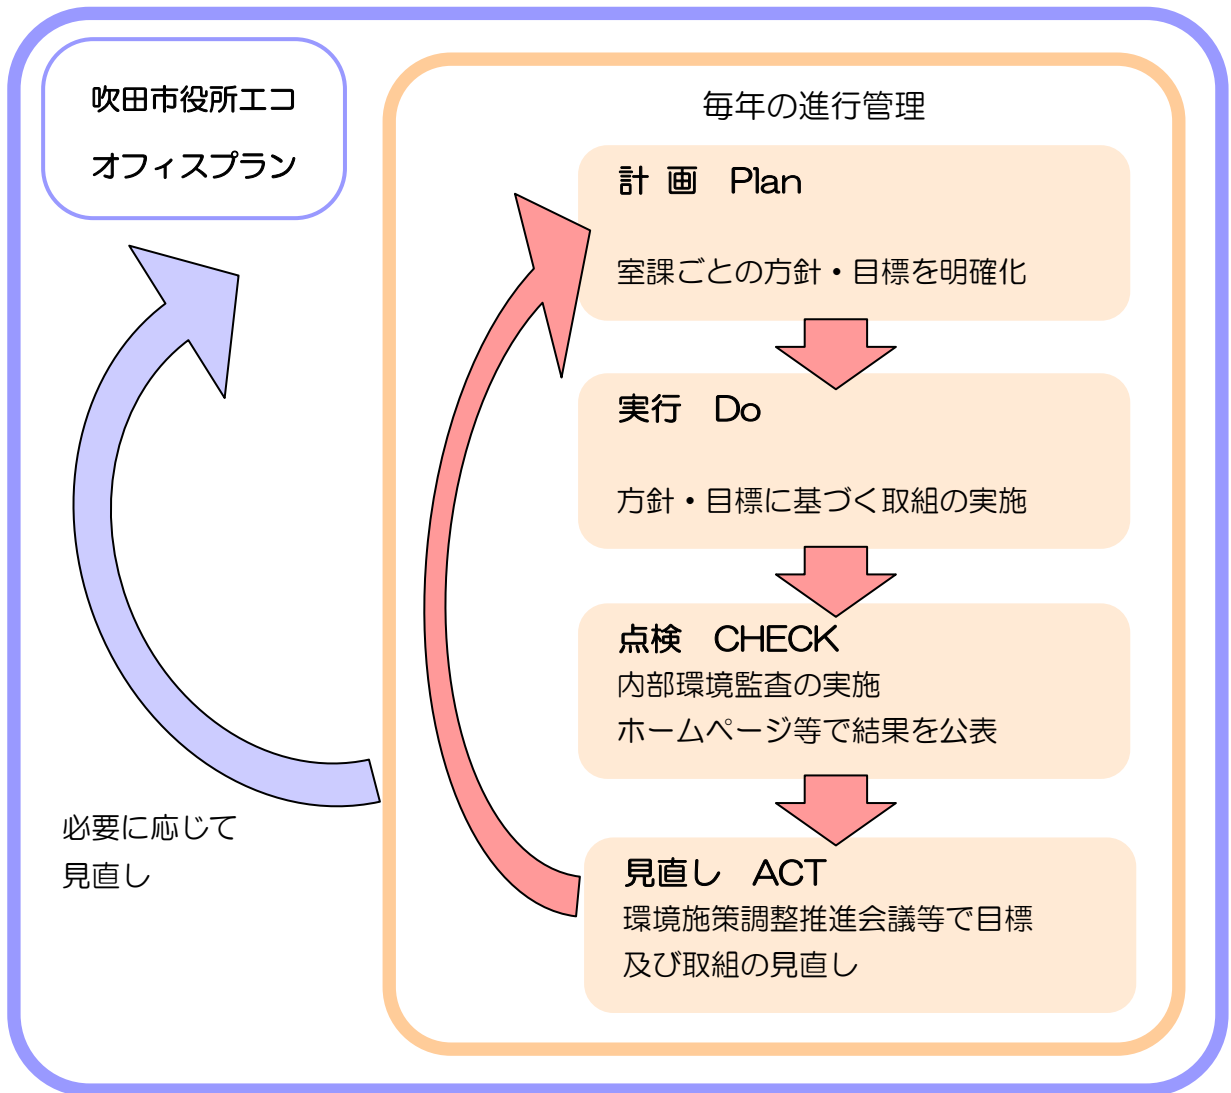 吹田市役所エコ
オフィスプラン
毎年の進行管理
計 画　Plan
室課ごとの方針・目標を明確化
実行　Do
方針・目標に基づく取組の実施
点検　CHECK
内部環境監査の実施
ホームページ等で結果を公表
見直し　ACT
環境施策調整推進会議等で目標
及び取組の見直し
必要に応じて
見直し